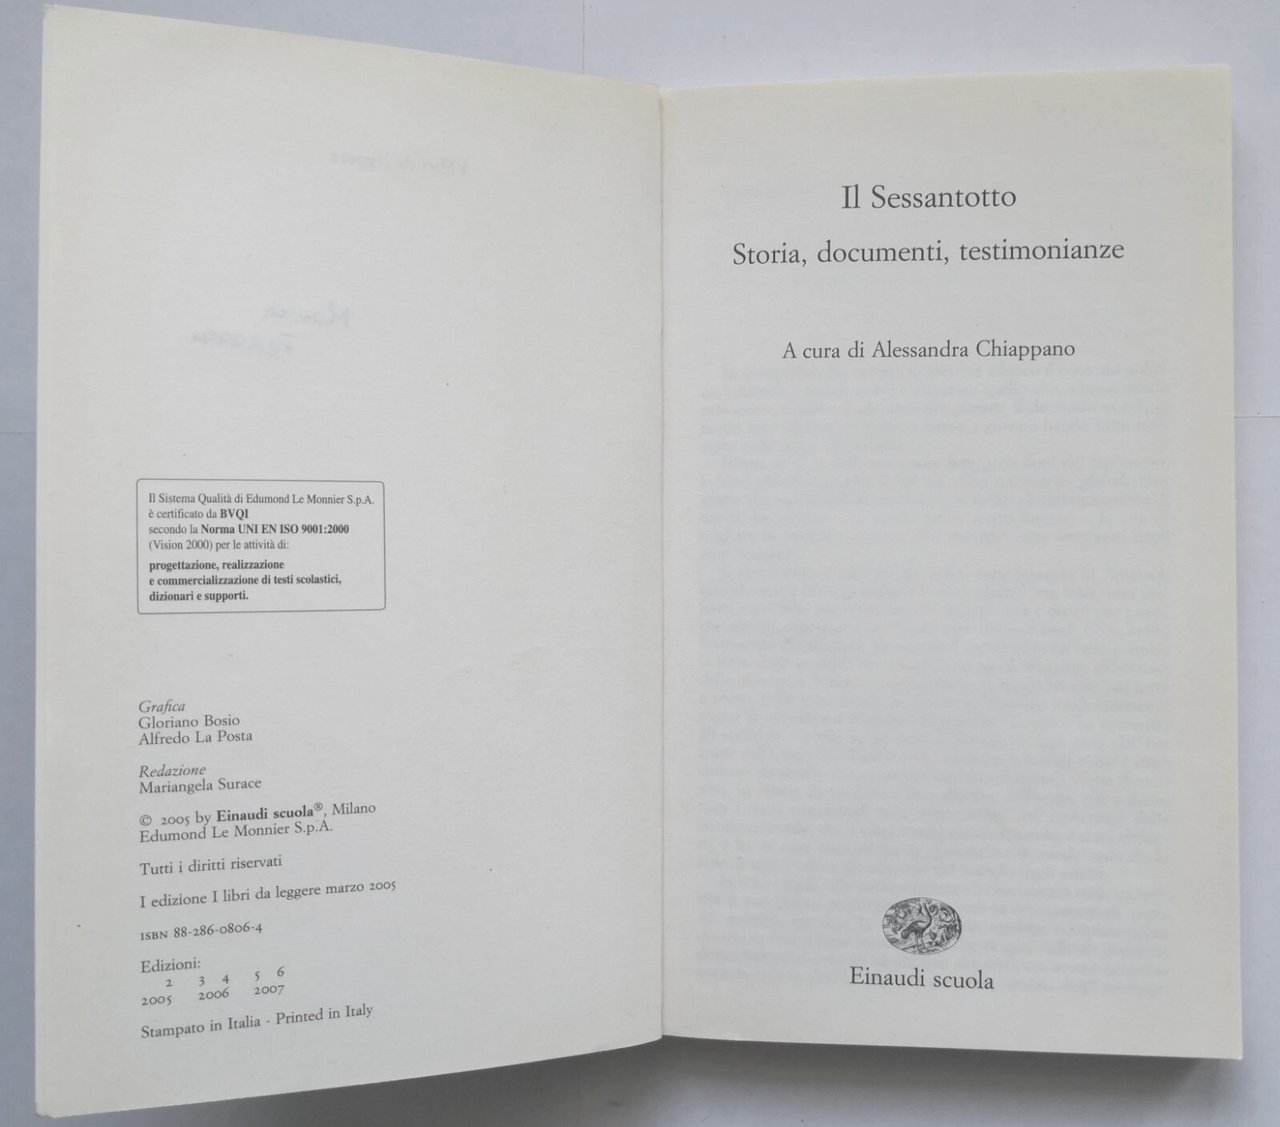 Il Sistema Qualità di Edumond Le Monnier S.p.A.
è certificato da BVQI
secondo la Norma UNI EN ISO 9001:2000
(Vision 2000) per le attività di:
progettazione, realizzazione
e commercializzazione di testi scolastici,
dizionari e supporti.
Grafica
Gloriano Bosio
Alfredo La Posta
Redazione
Mariangela Surace
© 2005 by Einaudi scuola®, Milano
Edumond Le Monnier S.p.A.
Tutti i diritti riservati
I edizione I libri da leggere marzo 2005
ISBN 88-286-0806-4
Edizioni:
2 3 4 5 6
2005 2006 2007
Stampato in Italia - Printed in Italy
Il Sessantotto
Storia, documenti, testimonianze
A cura di Alessandra Chiappano
Einaudi scuola